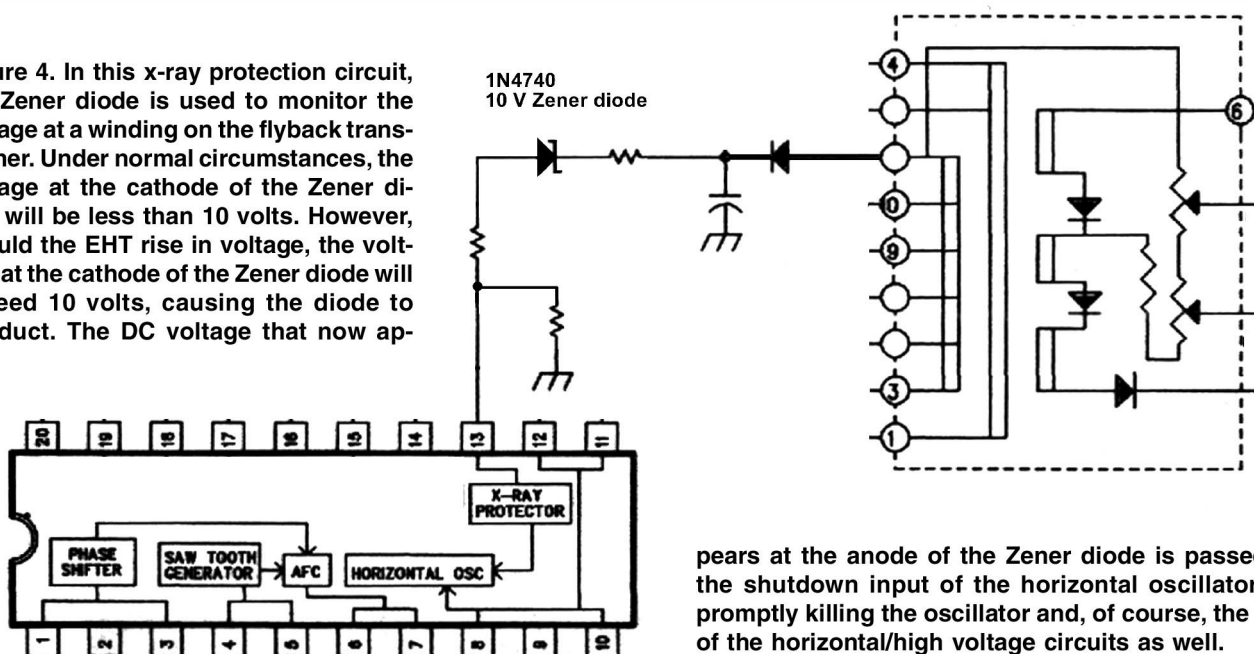 ure 4. In this x-ray protection circuit,
Zener diode is used to monitor the
age at a winding on the flyback trans-
mer. Under normal circumstances, the
age at the cathode of the Zener di-
will be less than 10 volts. However,
uld the EHT rise in voltage, the volt-
at the cathode of the Zener diode will
eed 10 volts, causing the diode to
duct. The DC voltage that now ap-
1N4740
10 V Zener diode
4
6
10
9
3
1
20 19 18 17 16 15 14 13 12 11
X-RAY
PROTECTOR
PHASE
SHIFTER
SAW TOOTH
GENERATOR
AFC
HORIZONTAL OSC
1 2 3 4 5 6 7 8 9 10
pears at the anode of the Zener diode is passed
the shutdown input of the horizontal oscillator
promptly killing the oscillator and, of course, the
of the horizontal/high voltage circuits as well.